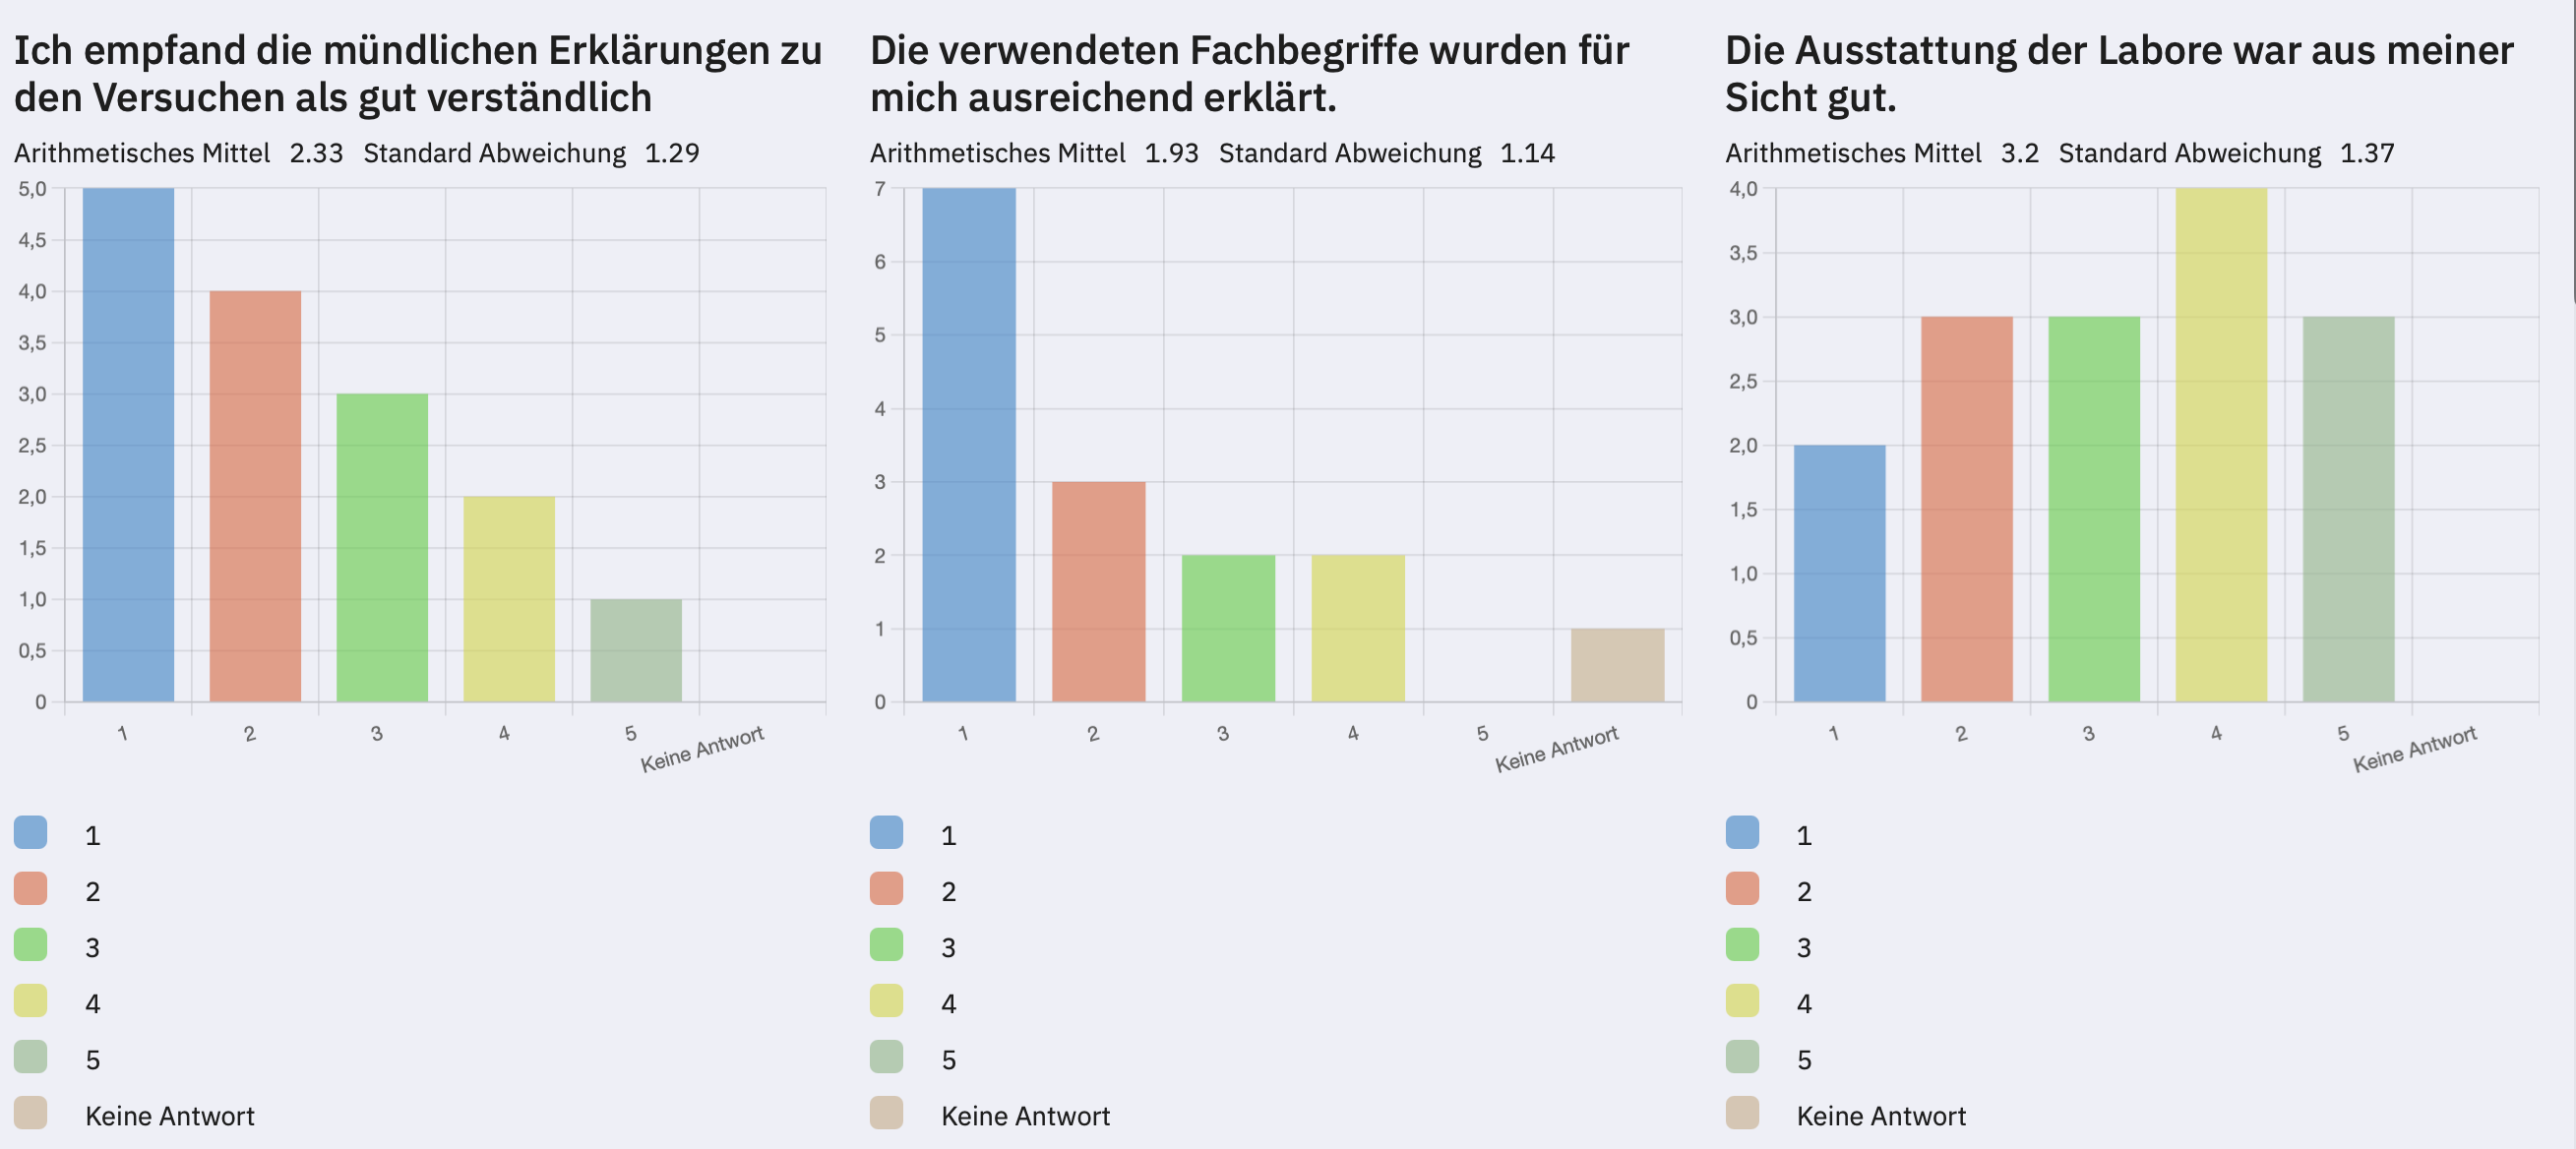 Ich empfand die mündlichen Erklärungen zu
den Versuchen als gut verständlich
Arithmetisches Mittel 2.33 Standard Abweichung 1.29
5,0
4,5
4,0
3,5
3,0
2,5
2,0
1,5
1,0
0,5
0
1 2 3 4 5 Keine Antwort
1
2
3
4
5
Keine Antwort
Die verwendeten Fachbegriffe wurden für
mich ausreichend erklärt.
Arithmetisches Mittel 1.93 Standard Abweichung 1.14
7
6
5
4
3
2
1
0
1 2 3 4 5 Keine Antwort
1
2
3
4
5
Keine Antwort
Die Ausstattung der Labore war aus meiner
Sicht gut.
Arithmetisches Mittel 3.2 Standard Abweichung 1.37
4,0
3,5
3,0
2,5
2,0
1,5
1,0
0,5
0
1 2 3 4 5 Keine Antwort
1
2
3
4
5
Keine Antwort